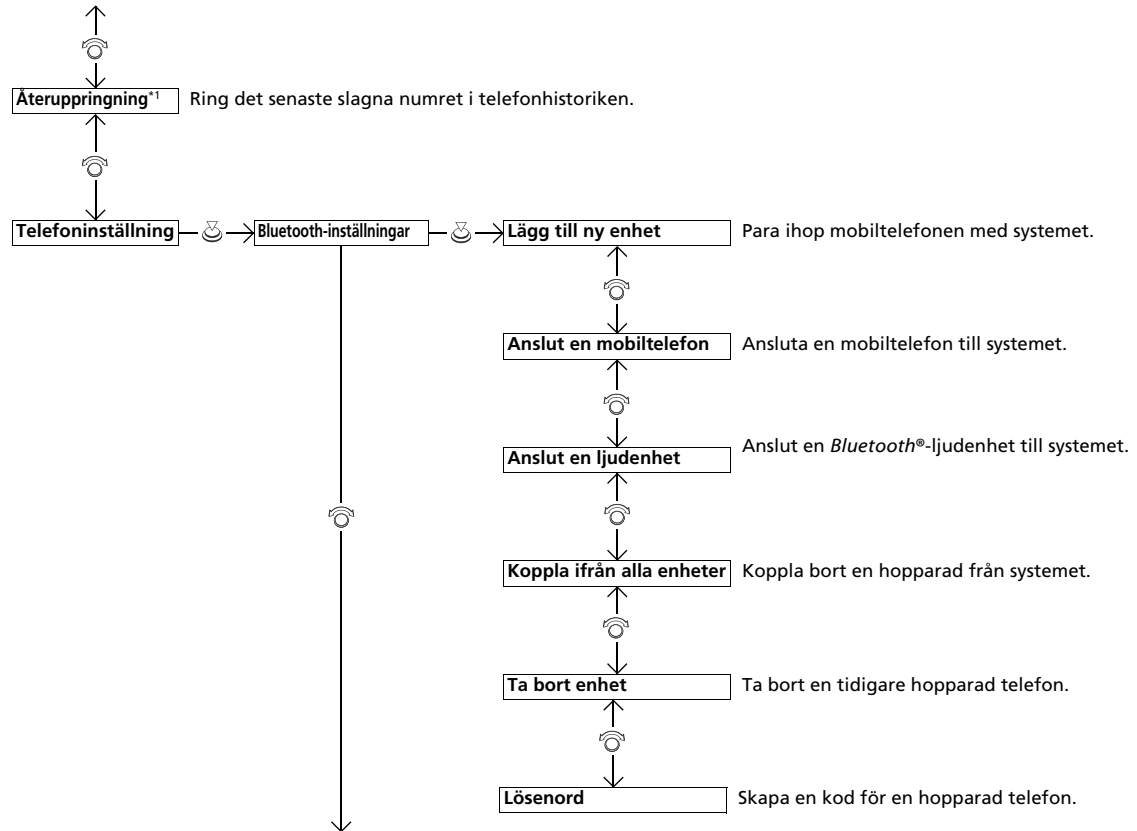 Återuppringning*1 Ring det senaste slagna numret i telefonhistoriken.
Telefoninställning Bluetooth-inställningar Lägg till ny enhet Para ihop mobiltelefonen med systemet.
Anslut en mobiltelefon Ansluta en mobiltelefon till systemet.
Anslut en ljudenhet Anslut en Bluetooth®-ljudenhet till systemet.
Koppla ifrån alla enheter Koppla bort en hopparad från systemet.
Ta bort enhet Ta bort en tidigare hopparad telefon.
Lösenord Skapa en kod för en hopparad telefon.